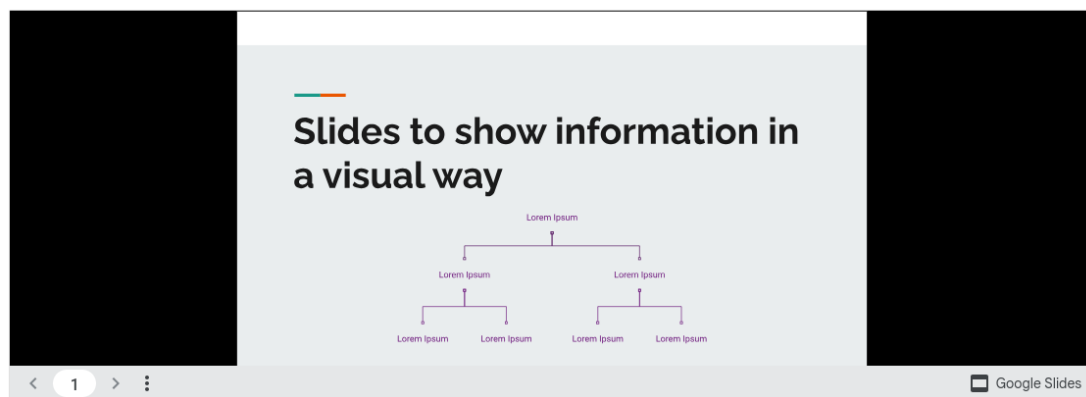 Slides to show information in
a visual way
Lorem Ipsum
Lorem Ipsum Lorem Ipsum
Lorem Ipsum Lorem Ipsum Lorem Ipsum Lorem Ipsum
1 Google Slides